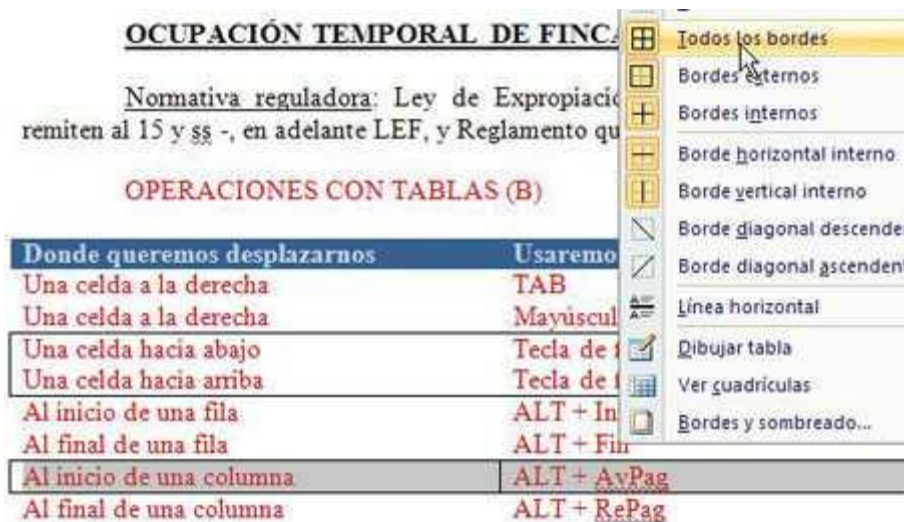 OCUPACIÓN TEMPORAL DE FINCA
Normativa reguladora: Ley de Expropiació
remiten al 15 y ss -, en adelante LEF, y Reglamento qu
OPERACIONES CON TABLAS (B)
Donde queremos desplazarnos Usaremo
Una celda a la derecha TAB
Una celda a la derecha Mayúscul
Una celda hacia abajo Tecla de
Una celda hacia arriba Tecla de
Al inicio de una fila ALT + In
Al final de una fila ALT + Fin
Al inicio de una columna ALT + AvPag
Al final de una columna ALT + RePag
Todos los bordes
Bordes externos
Bordes internos
Borde horizontal interno
Borde vertical interno
Borde diagonal descender
Borde diagonal ascendent
Línea horizontal
Dibujar tabla
Ver cuadrículas
Bordes y sombreado...